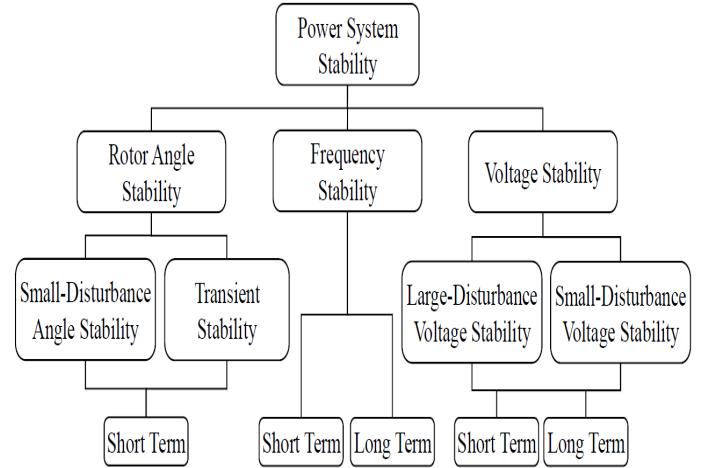 Power System
Stability
Rotor Angle
Stability
Frequency
Stability
Voltage Stability
Small-Disturbance
Angle Stability
Transient
Stability
Large-Disturbance
Voltage Stability
Small-Disturbance
Voltage Stability
Short Term
Short Term
Long Term
Short Term
Long Term